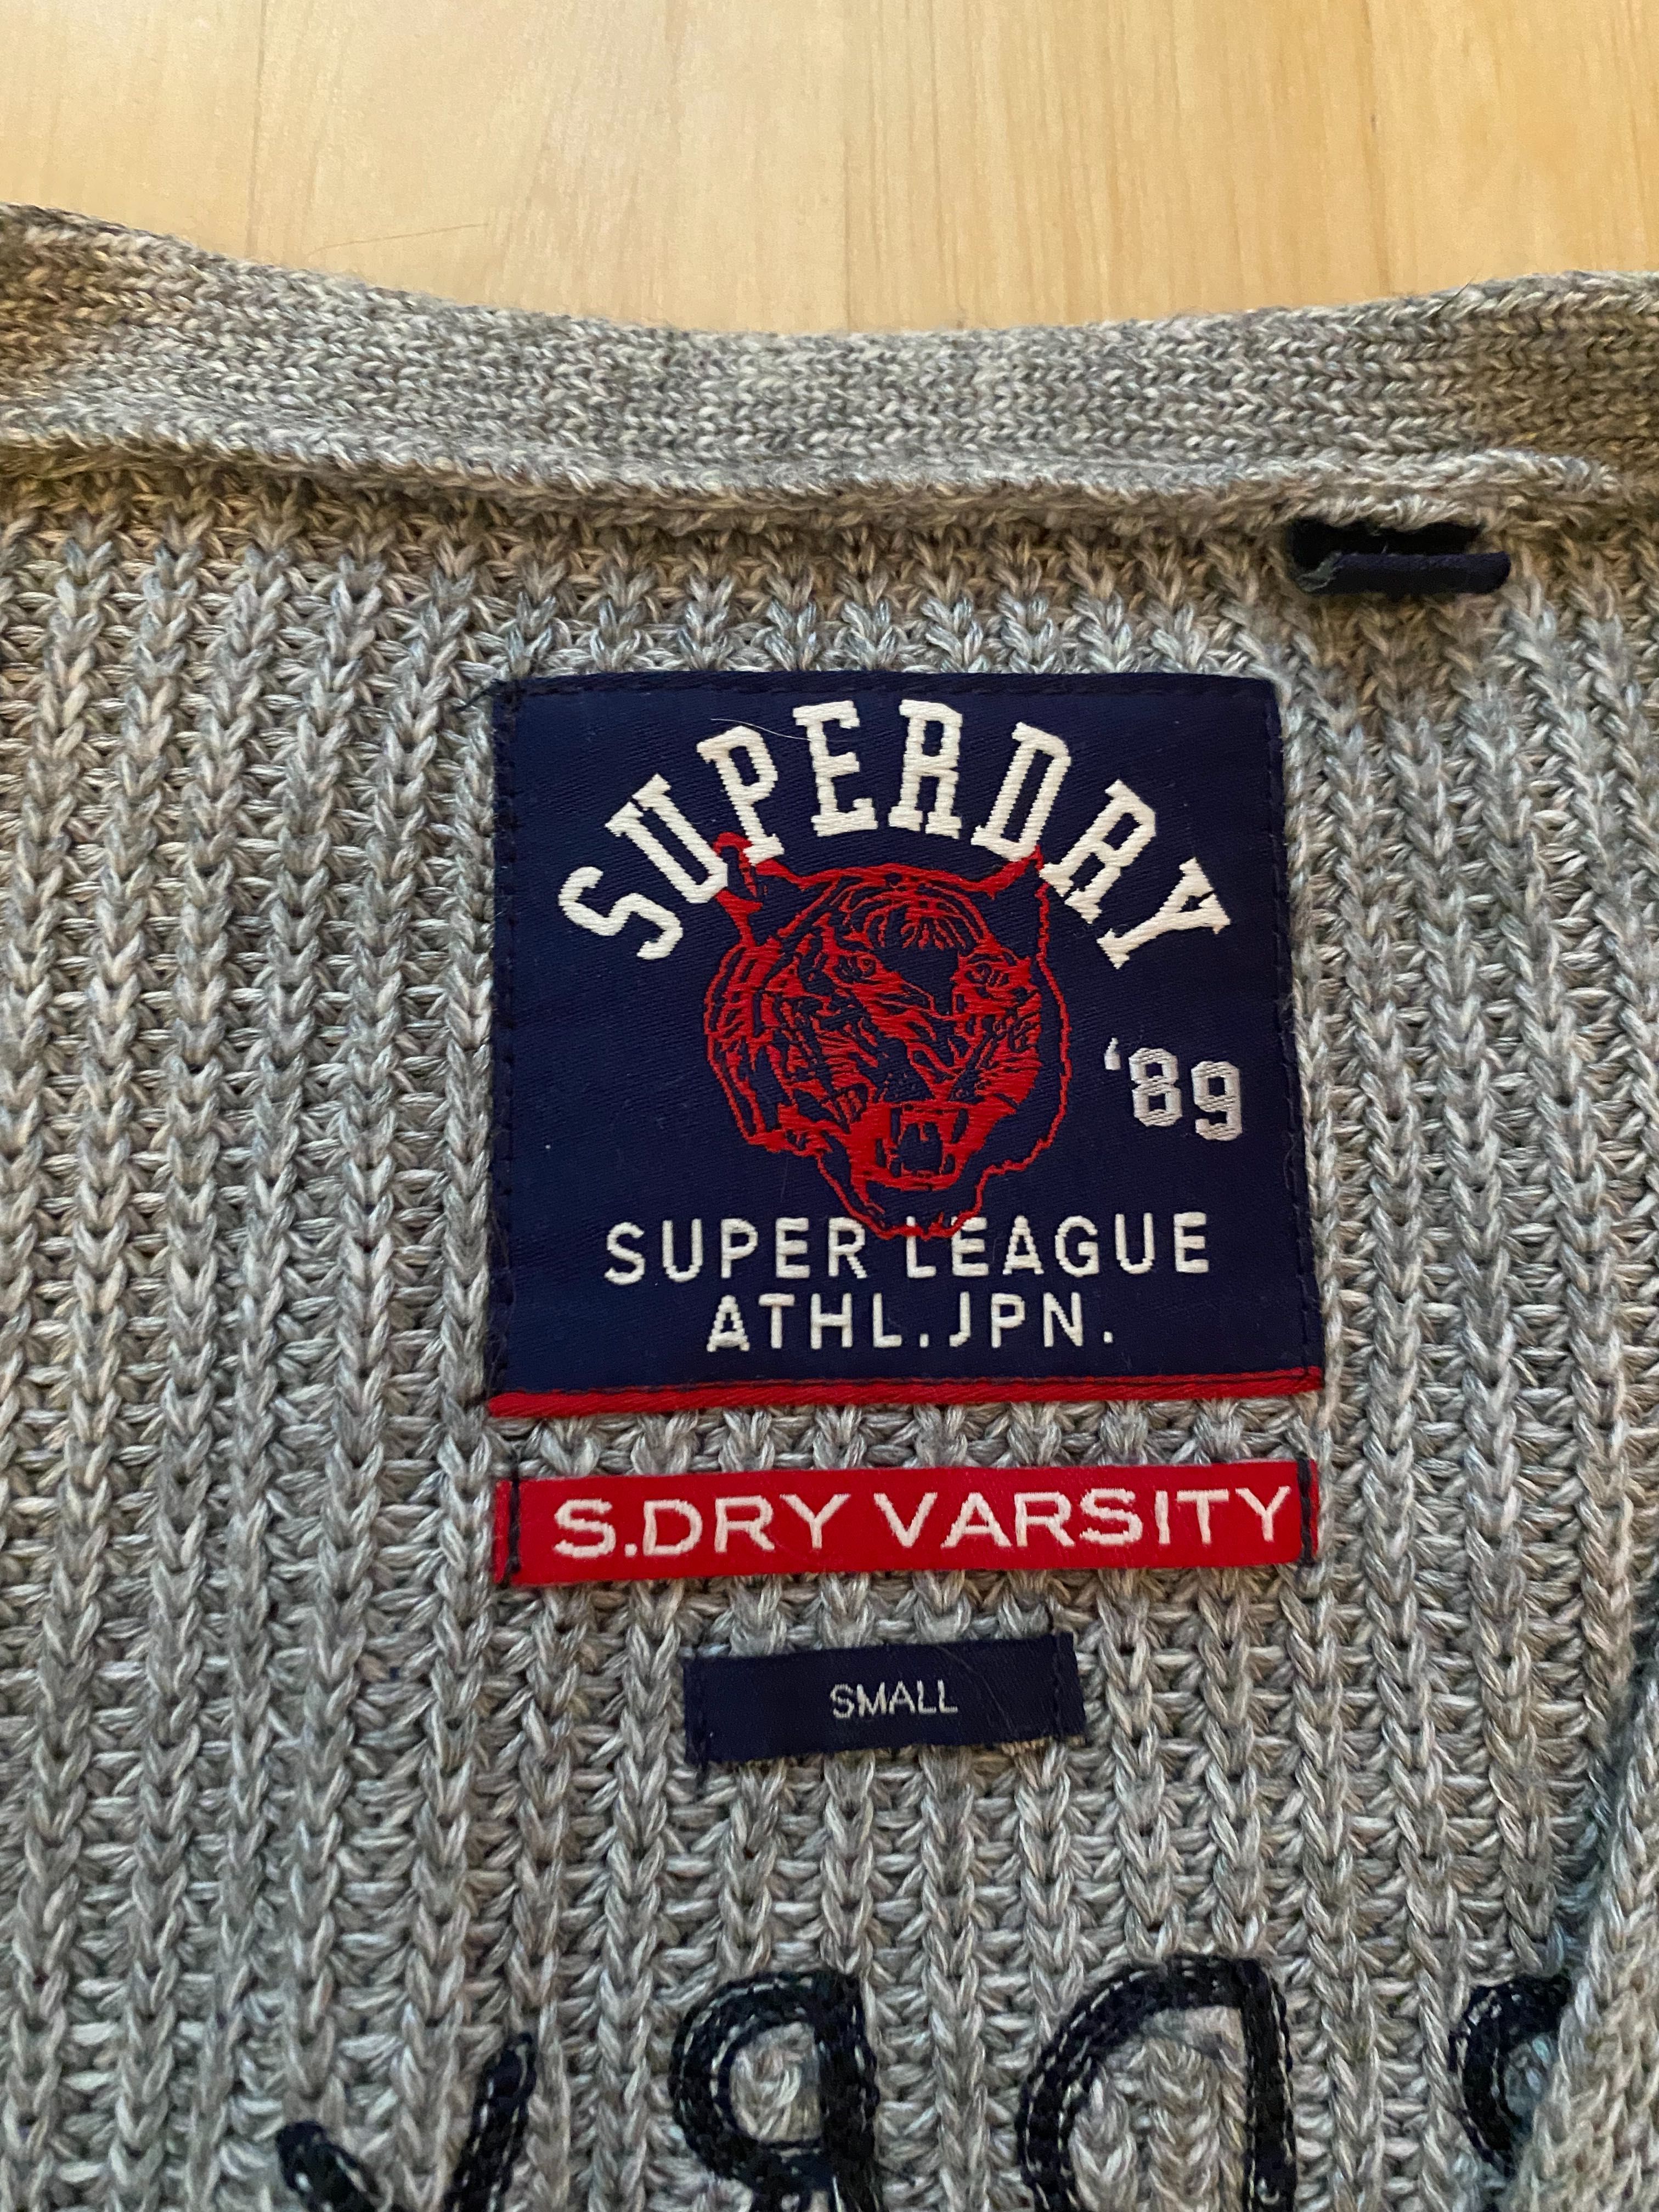 SUPERDRY
'89
SUPER LEAGUE
ATHL.JPN.
S.DRY VARSITY
SMALL